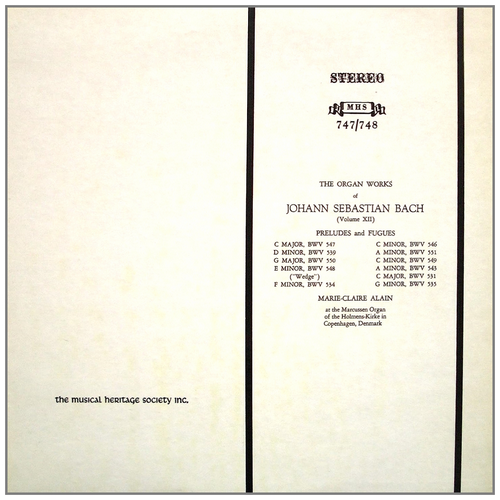 STEREO
MHS
747/748
THE ORGAN WORKS
of
JOHANN SEBASTIAN BACH
(Volume XII)
PRELUDES and FUGUES
C MAJOR, BWV 547 C MINOR, BWV 546
D MINOR, BWV 539 A MINOR, BWV 551
G MAJOR, BWV 550 C MINOR, BWV 549
E MINOR, BWV 548 A MINOR, BWV 543
("Wedge") C MAJOR, BWV 531
F MINOR, BWV 534 G MINOR, BWV 535
MARIE-CLAIRE ALAIN
at the Marcussen Organ
of the Holmens-Kirke in
Copenhagen, Denmark
the musical heritage society inc.